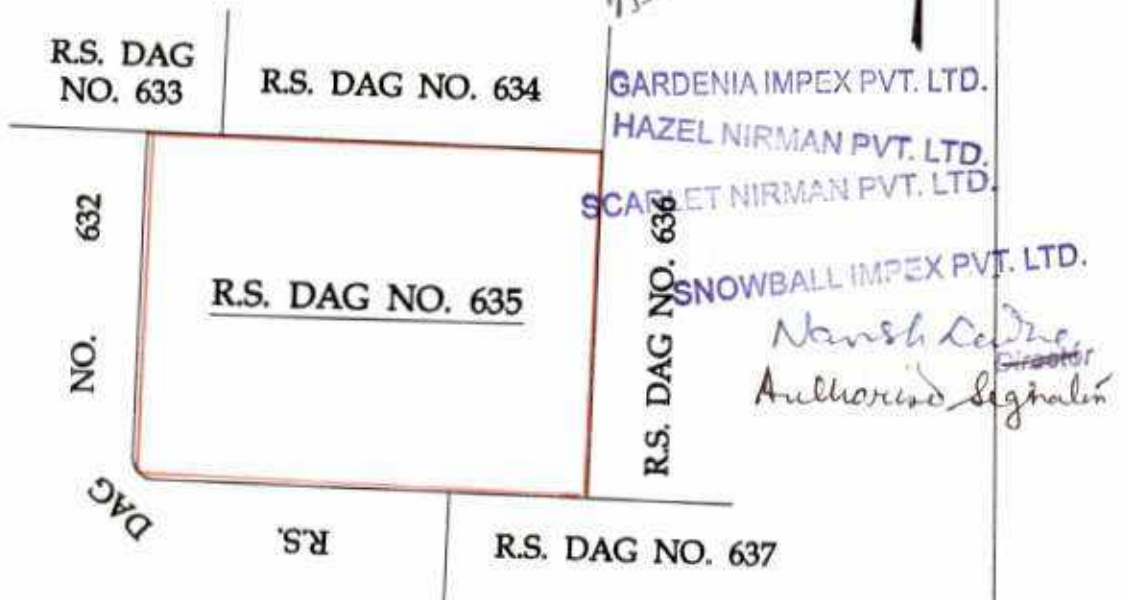 R.S. DAG
NO. 633
R.S. DAG NO. 634
GARDENIA IMPEX PVT. LTD.
HAZEL NIRMAN PVT. LTD.
SCARLET NIRMAN PVT. LTD.
SNOWBALL IMPEX PVT. LTD.
Director
Authorised
R.S. DAG NO. 635
R.S. DAG NO. 636
R.S. DAG NO. 632
R.S. DAG NO. 637